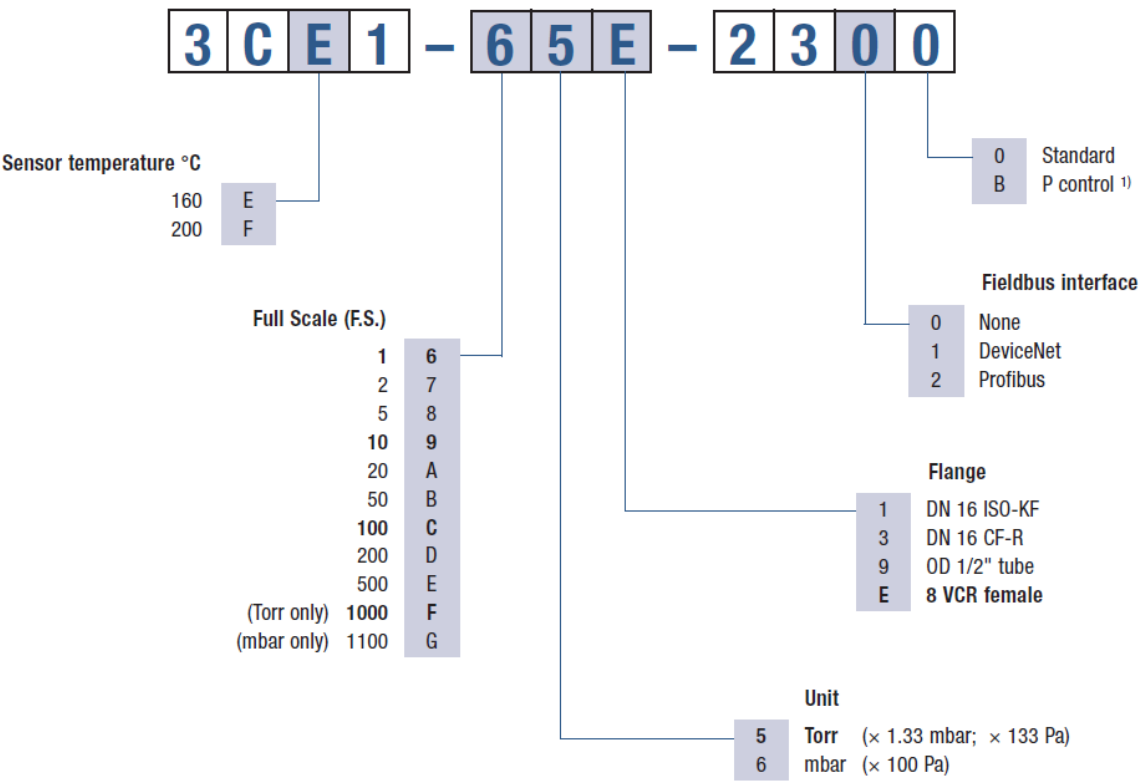 3CE1-65E-2300
Sensor temperature °C
160 E
200 F
0 Standard
B P control 1)
Fieldbus interface
0 None
1 DeviceNet
2 Profibus
Full Scale (F.S.)
1 6
2 7
5 8
10 9
20 A
50 B
100 C
200 D
500 E
(Torr only) 1000 F
(mbar only) 1100 G
Flange
1 DN 16 ISO-KF
3 DN 16 CF-R
9 OD 1/2" tube
E 8 VCR female
Unit
5 Torr (× 1.33 mbar; × 133 Pa)
6 mbar (× 100 Pa)